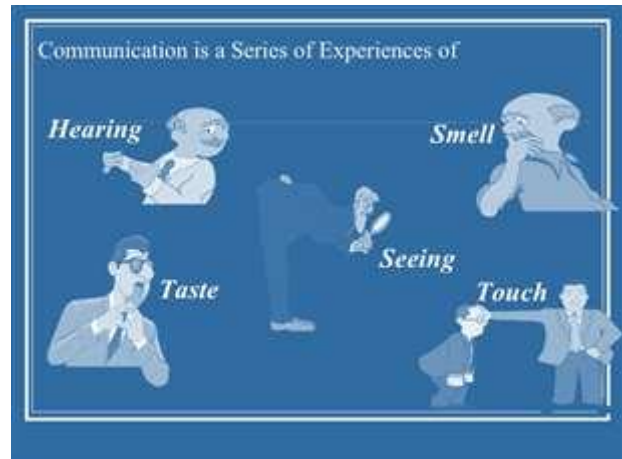 Communication is a Series of Experiences of
Hearing
Smell
Seeing
Taste
Touch